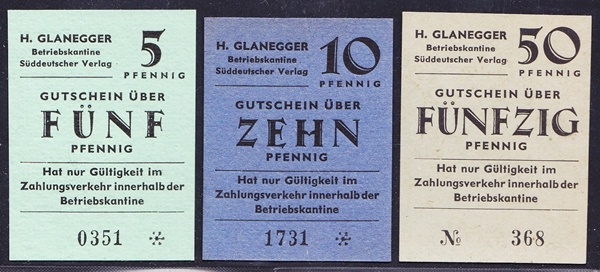 H. GLANEGGER
Betriebskantine
Süddeutscher Verlag
5
PFENNIG
GUTSCHEIN ÜBER
FÜNF
PFENNIG
Hat nur Gültigkeit im
Zahlungsverkehr innerhalb der
Betriebskantine
0351 *
H. GLANEGGER
Betriebskantine
Süddeutscher Verlag
10
PFENNIG
GUTSCHEIN ÜBER
ZEHN
PFENNIG
Hat nur Gültigkeit im
Zahlungsverkehr innerhalb der
Betriebskantine
1731 *
H. GLANEGGER
Betriebskantine
Süddeutscher Verlag
50
PFENNIG
GUTSCHEIN ÜBER
FÜNFZIG
PFENNIG
Hat nur Gültigkeit im
Zahlungsverkehr innerhalb der
Betriebskantine
№ 368